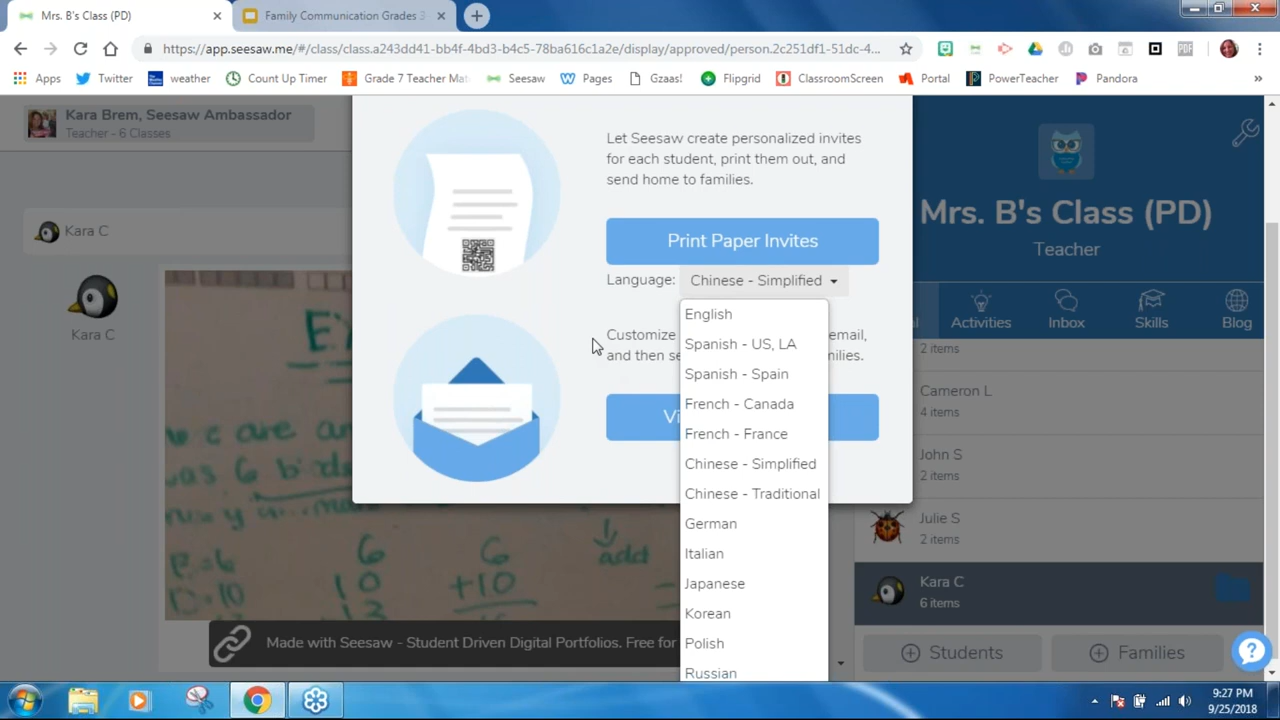 Mrs. B's Class (PD)
Family Communication Grades 3
https://app.seesaw.me/#/class/class.a243dd41-bb4f-4bd3-b4c5-78ba616c1a2e/display/approved/person.2c251df1-51dc-4...
Apps
Twitter
weather
Count Up Timer
Grade 7 Teacher Mat
Seesaw
Pages
Gzaas!
Flipgrid
ClassroomScreen
Portal
PowerTeacher
Pandora
»
Kara Brem, Seesaw Ambassador
Teacher - 6 Classes
Kara C
Kara C
Let Seesaw create personalized invites
for each student, print them out, and
send home to families.
Print Paper Invites
Language: Chinese - Simplified
Customize email,
and then se milies.
Vi
English
Spanish - US, LA
Spanish - Spain
French - Canada
French - France
Chinese - Simplified
Chinese - Traditional
German
Italian
Japanese
Korean
Polish
Russian
6 6 add
10 +10
Made with Seesaw - Student Driven Digital Portfolios. Free for
Mrs. B's Class (PD)
Teacher
Activities
Inbox
Skills
Blog
2 items
Cameron L
4 items
John S
2 items
Julie S
2 items
Kara C
6 items
Students
Families
?
PDF
9:27 PM
9/25/2018